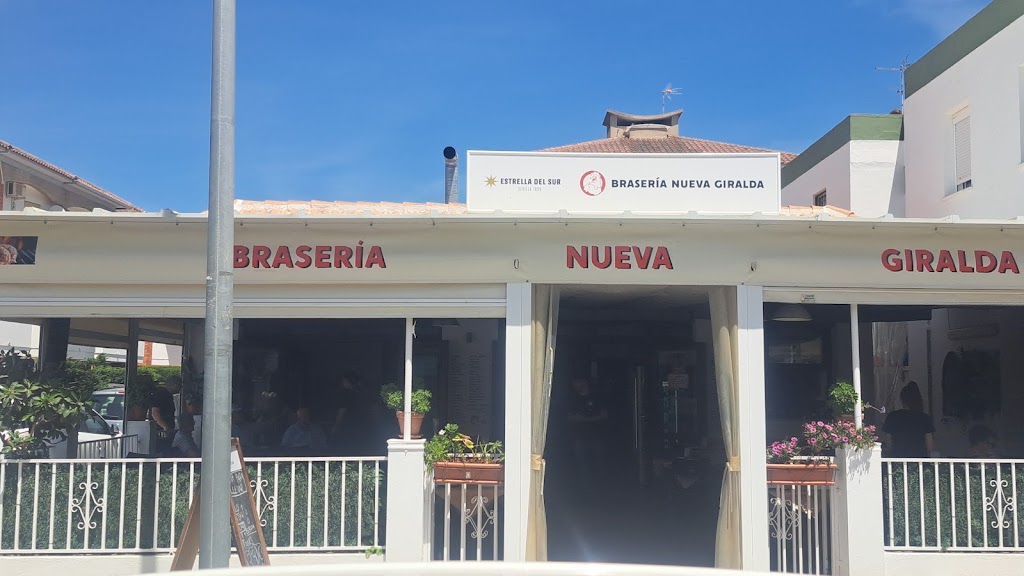 ESTRELLA DEL SUR
BRASERÍA NUEVA GIRALDA
BRASERÍA NUEVA GIRALDA